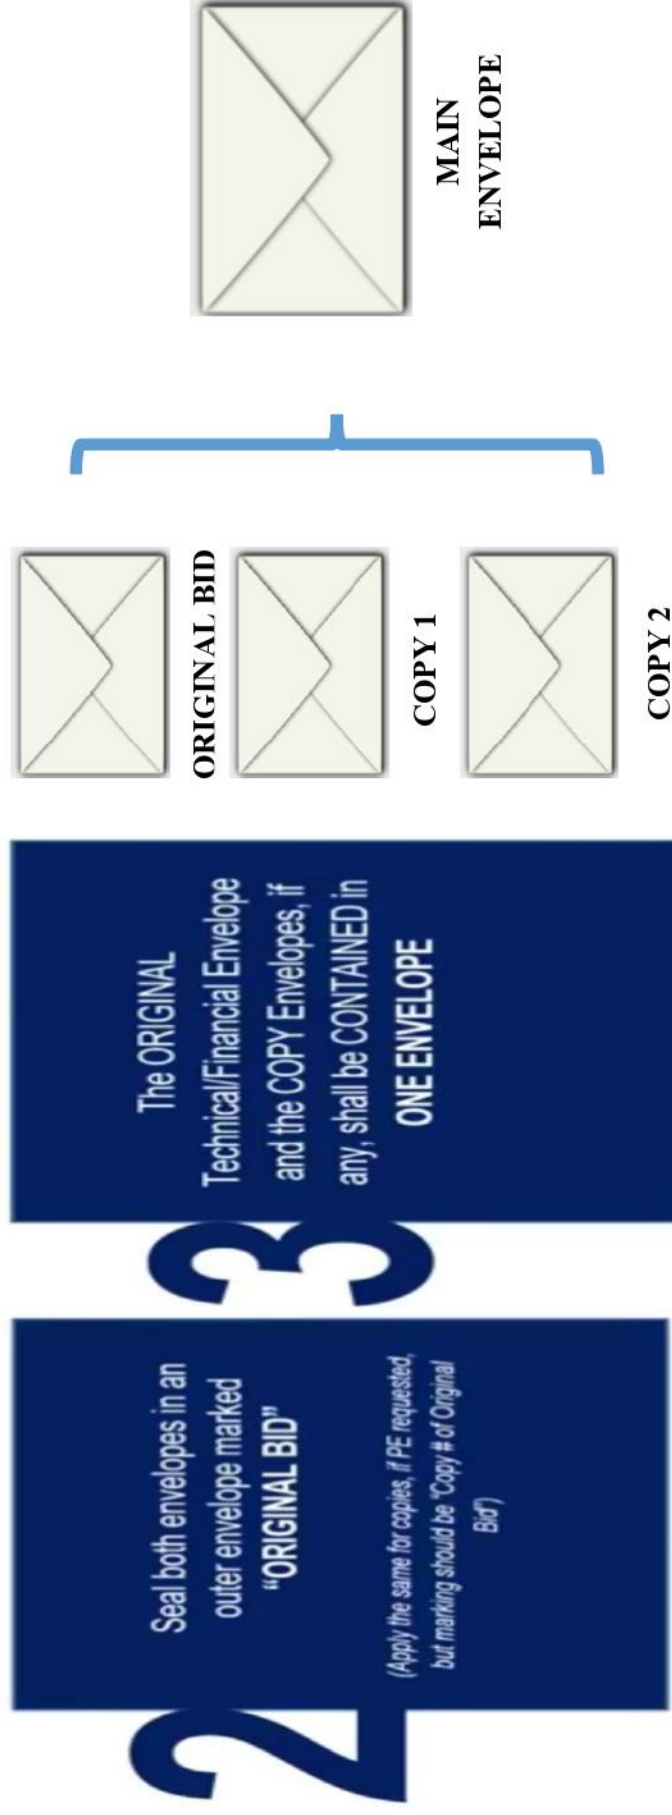 2
Seal both envelopes in an
outer envelope marked
“ORIGINAL BID”
(Apply the same for copies, if PE requested,
but marking should be “Copy # of Original
Bid”)
3
The ORIGINAL
Technical/Financial Envelope
and the COPY Envelopes, if
any, shall be CONTAINED in
ONE ENVELOPE
ORIGINAL BID
COPY 1
COPY 2
MAIN
ENVELOPE